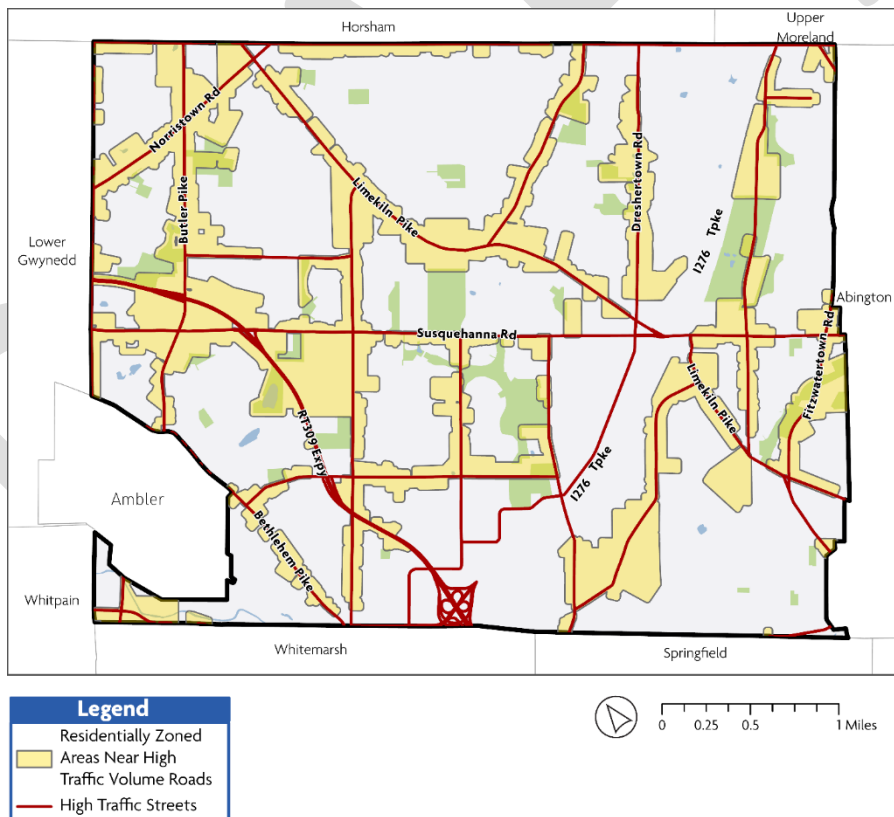 Horsham
Upper
Moreland
Norristown Rd
Butler Pike
Limekiln Pike
Dreshertown Rd
I276 Tpke
Lower
Gwynedd
Abington
Susquehanna Rd
Fitzwatertown Rd
Limekiln Pike
RT309 Expy
I276 Tpke
Ambler
Bethlehem Pike
Whitpain
Whitemarsh
Springfield
Legend
Residentially Zoned
Areas Near High
Traffic Volume Roads
High Traffic Streets
0 0.25 0.5 1 Miles